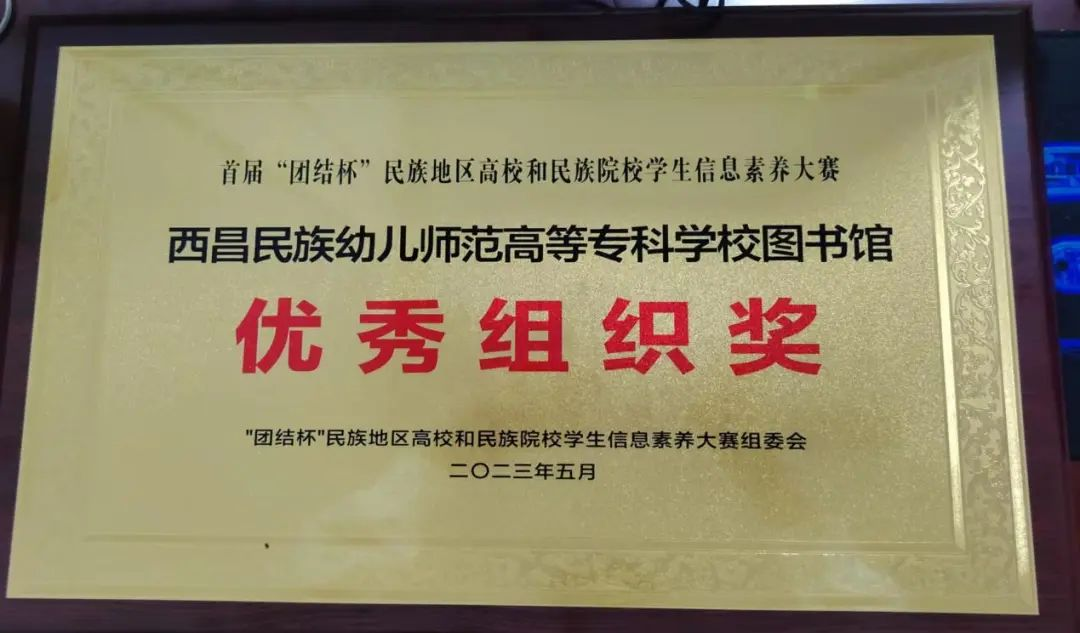 首届“团结杯”民族地区高校和民族院校学生信息素养大赛
西昌民族幼儿师范高等专科学校图书馆
优秀组织奖
"团结杯"民族地区高校和民族院校学生信息素养大赛组委会
二〇二三年五月